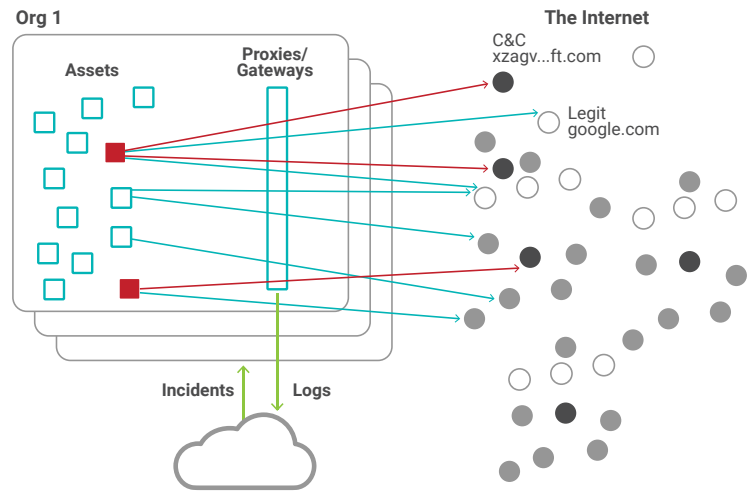 Org 1
The Internet
Assets
Proxies/
Gateways
C&C
xzagv...ft.com
Legit
google.com
Incidents
Logs